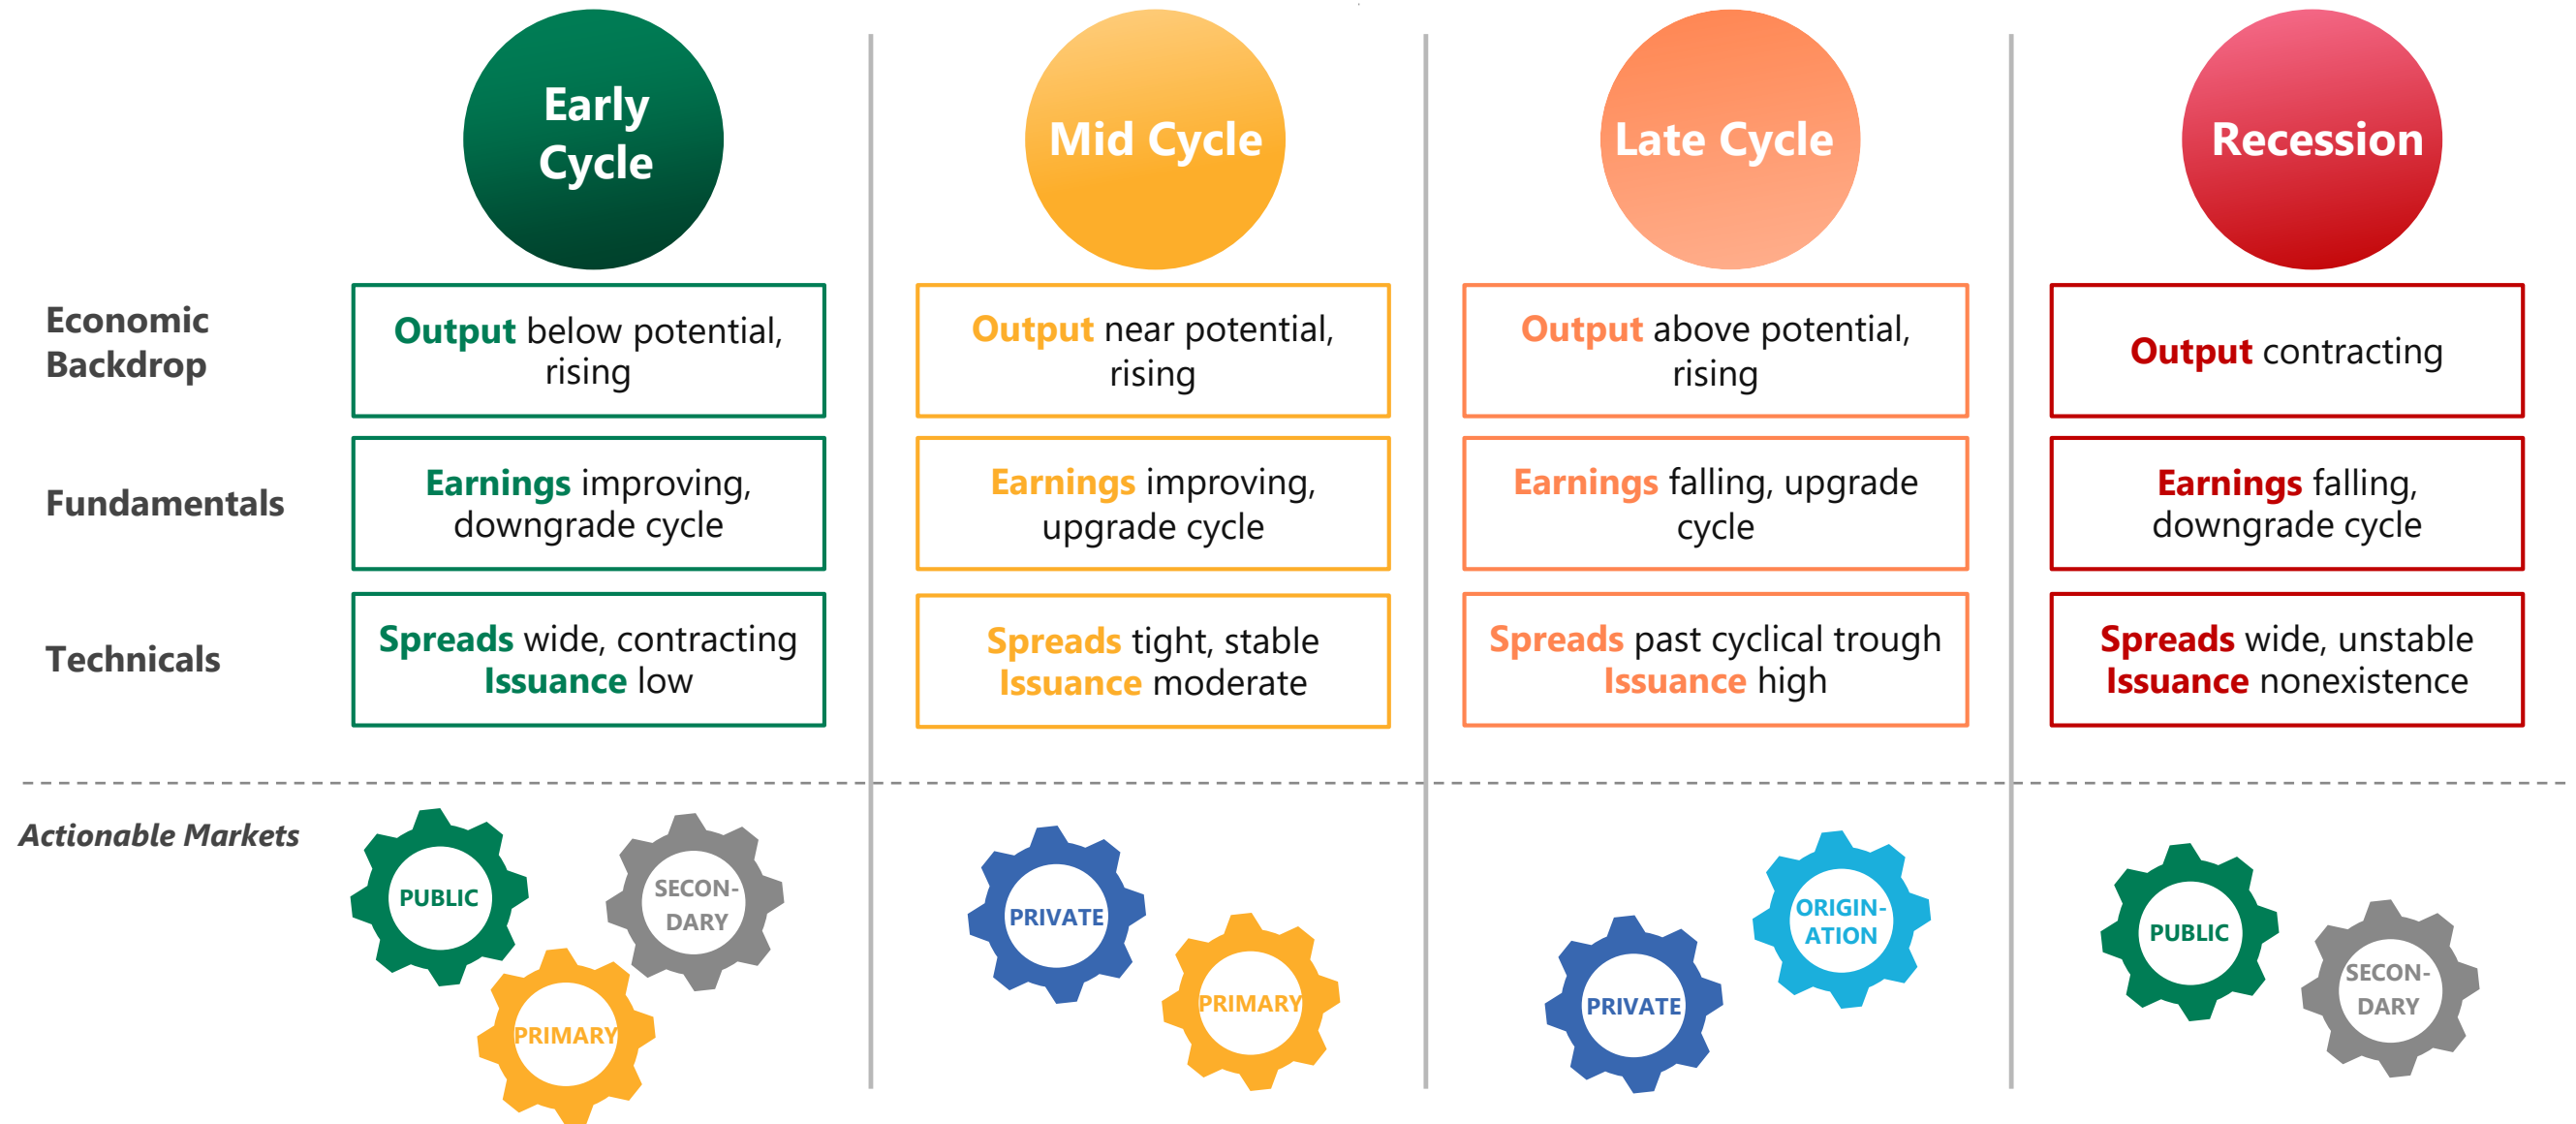 Early
Cycle
Mid Cycle
Late Cycle
Recession
Economic
Backdrop
Output below potential,
rising
Output near potential,
rising
Output above potential,
rising
Output contracting
Fundamentals
Earnings improving,
downgrade cycle
Earnings improving,
upgrade cycle
Earnings falling, upgrade
cycle
Earnings falling,
downgrade cycle
Technicals
Spreads wide, contracting
Issuance low
Spreads tight, stable
Issuance moderate
Spreads past cyclical trough
Issuance high
Spreads wide, unstable
Issuance nonexistence
Actionable Markets
PUBLIC
SECON-
DARY
PRIMARY
PRIVATE
PRIMARY
PRIVATE
ORIGIN-
ATION
PUBLIC
SECON-
DARY